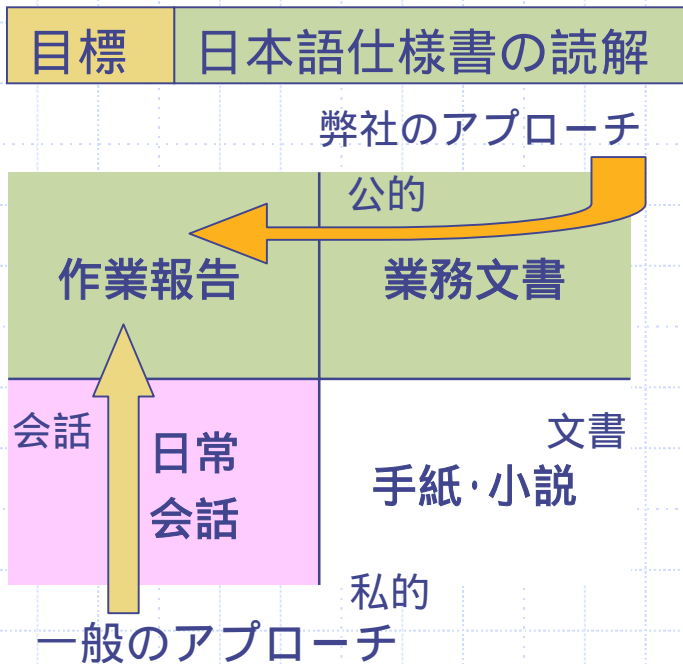 目標 日本語仕様書の読解
弊社のアプローチ
公的
作業報告 業務文書
会話 文書
日常
会話
手紙・小説
私的
一般のアプローチ